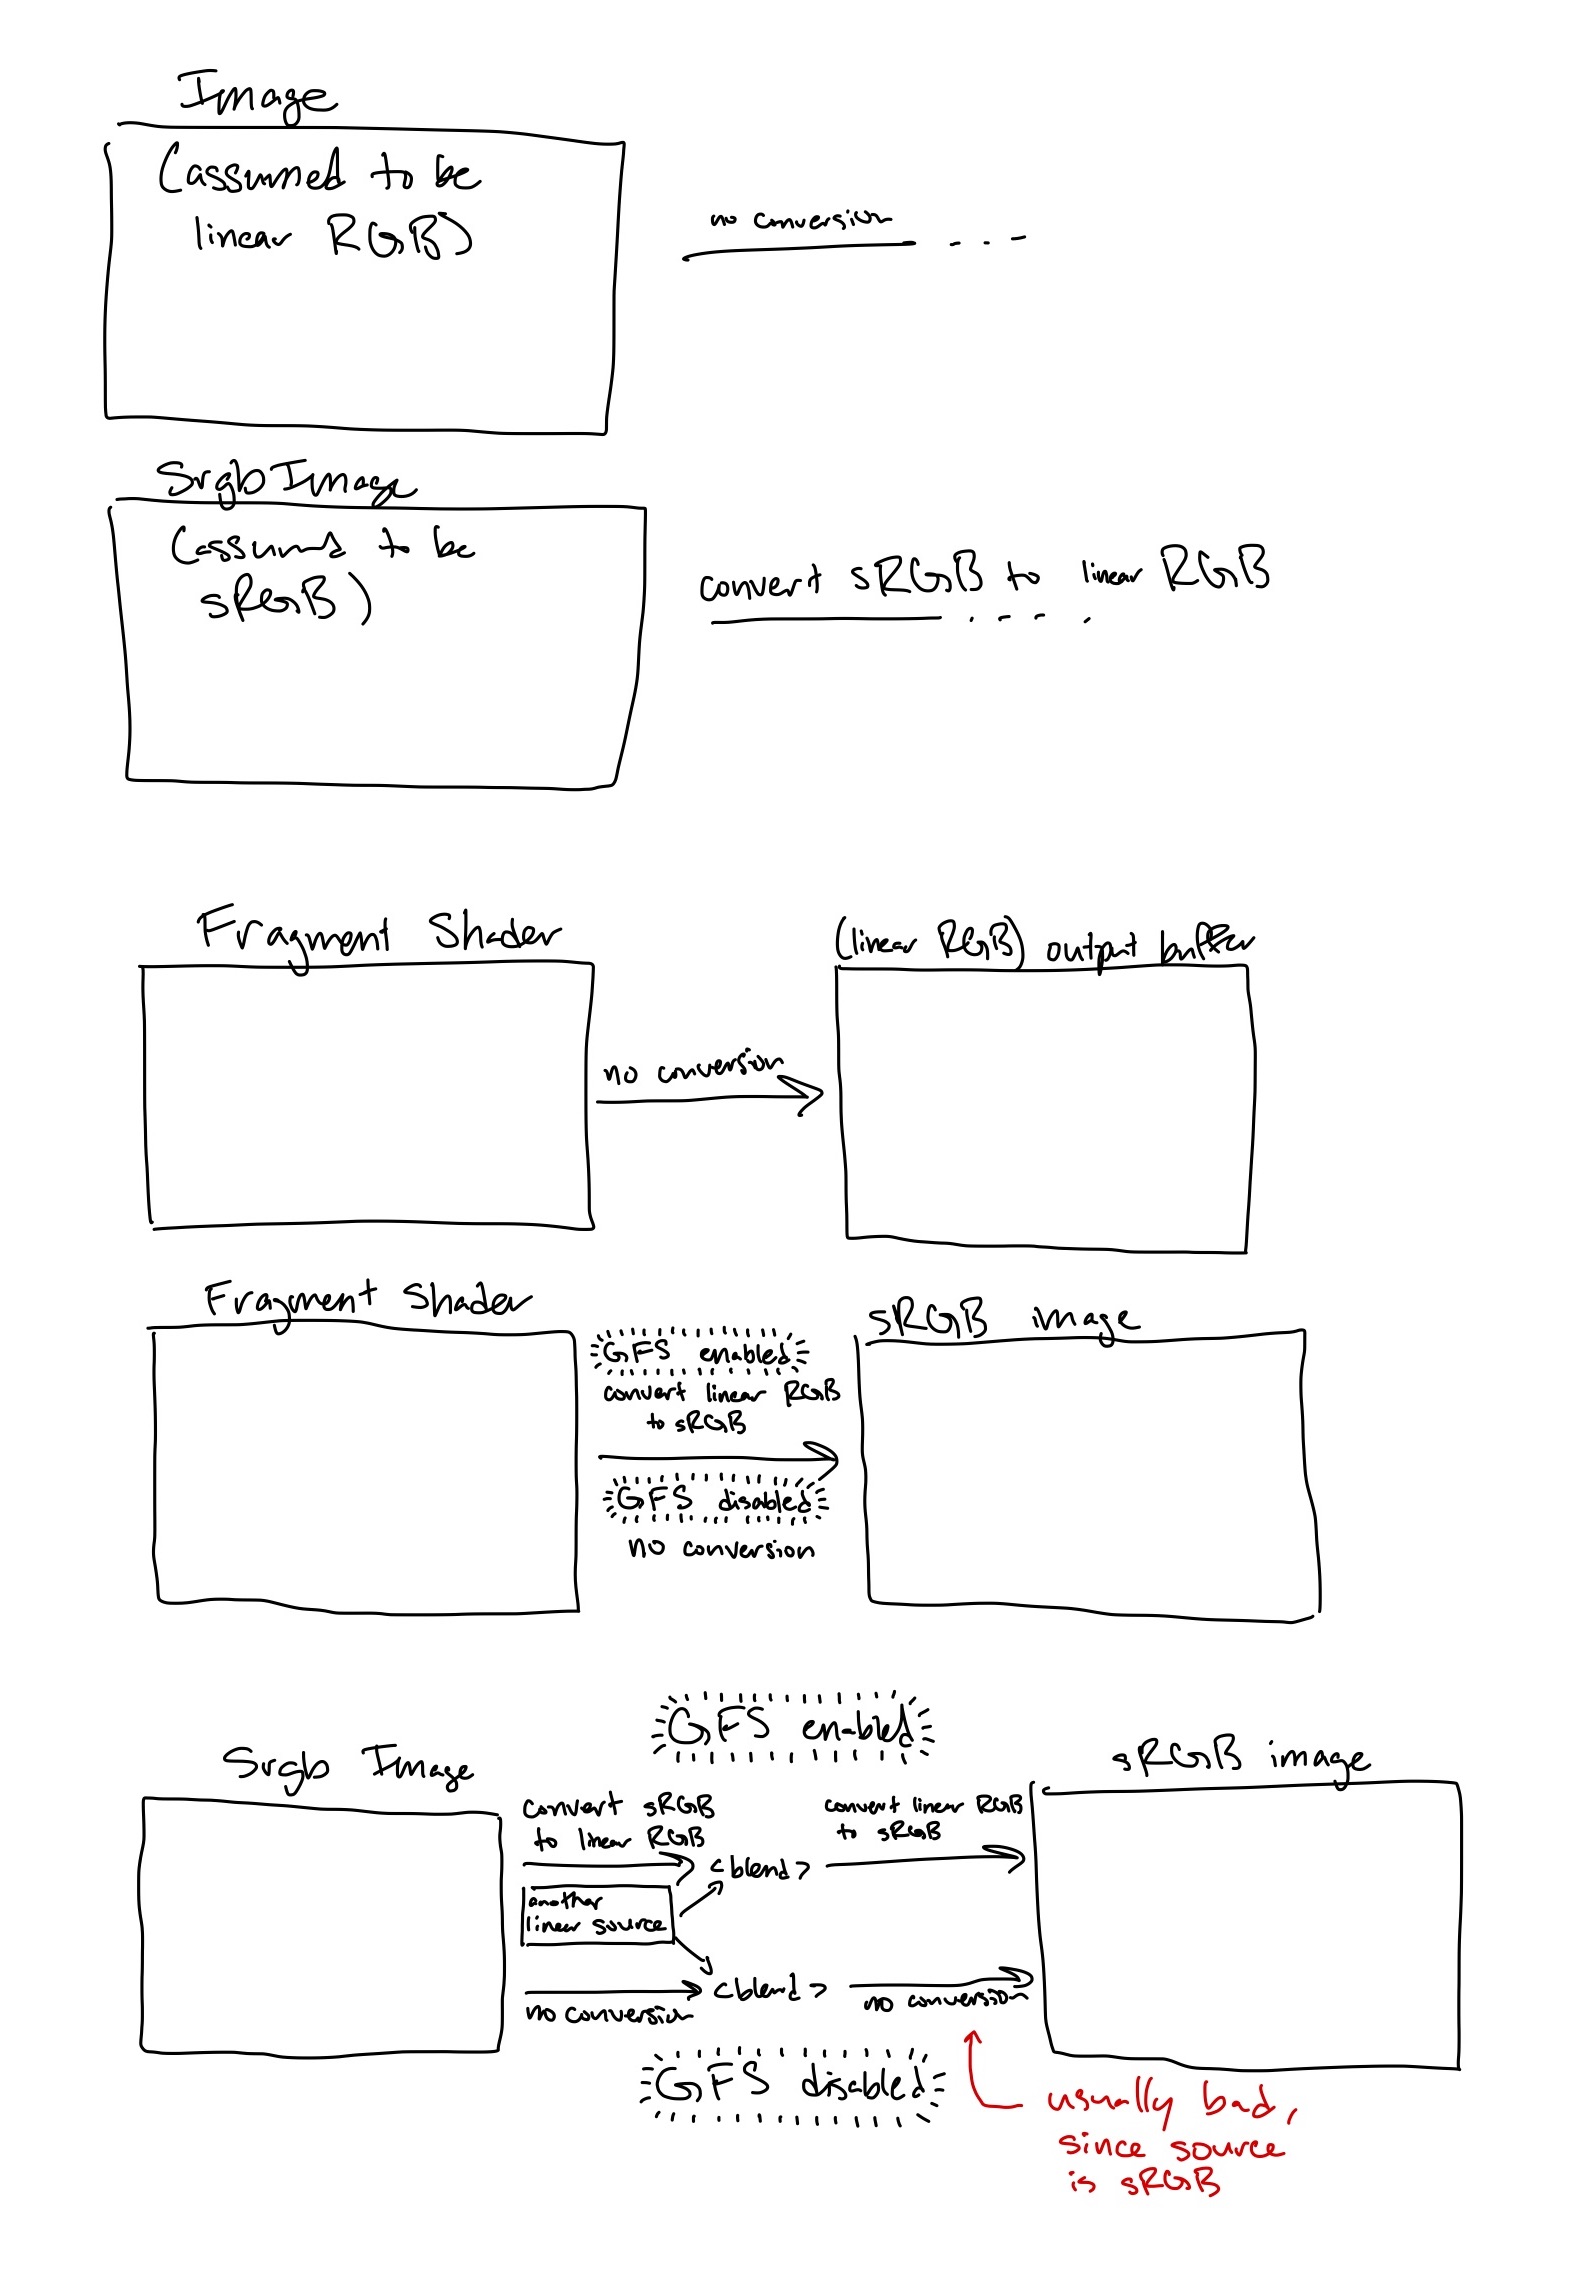 Image
(assumed to be
linear RGB)
no conversion
SrgbImage
(assumed to be
sRGB)
convert sRGB to linear RGB
Fragment Shader
(linear RGB) output buffer
no conversion
Fragment Shader
sRGB image
GFS enabled
convert linear RGB
to sRGB
GFS disabled
no conversion
GFS enabled
Srgb Image
sRGB image
convert sRGB
to linear RGB
convert linear RGB
to sRGB
<blend>
another
linear source
<blend>
no conversion
no conversion
GFS disabled
usually bad,
since source
is sRGB